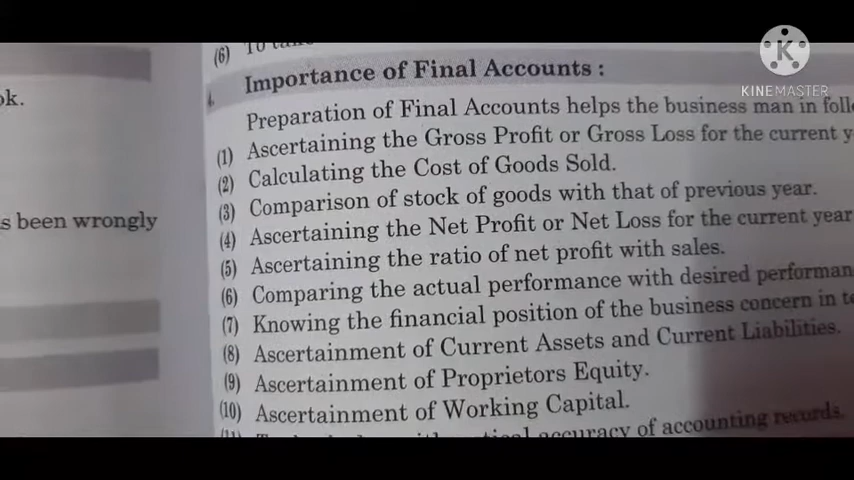 (6) To take
K
KINEMASTER
ok.
Importance of Final Accounts :
Preparation of Final Accounts helps the business man in
(1) Ascertaining the Gross Profit or Gross Loss for the current
(2) Calculating the Cost of Goods Sold.
(3) Comparison of stock of goods with that of previous year.
s been wrongly
(4) Ascertaining the Net Profit or Net Loss for the current year
(5) Ascertaining the ratio of net profit with sales.
(6) Comparing the actual performance with desired
(7) Knowing the financial position of the business concern in
(8) Ascertainment of Current Assets and Current Liabilities.
(9) Ascertainment of Proprietors Equity.
(10) Ascertainment of Working Capital.
(11) accuracy of accounting records.